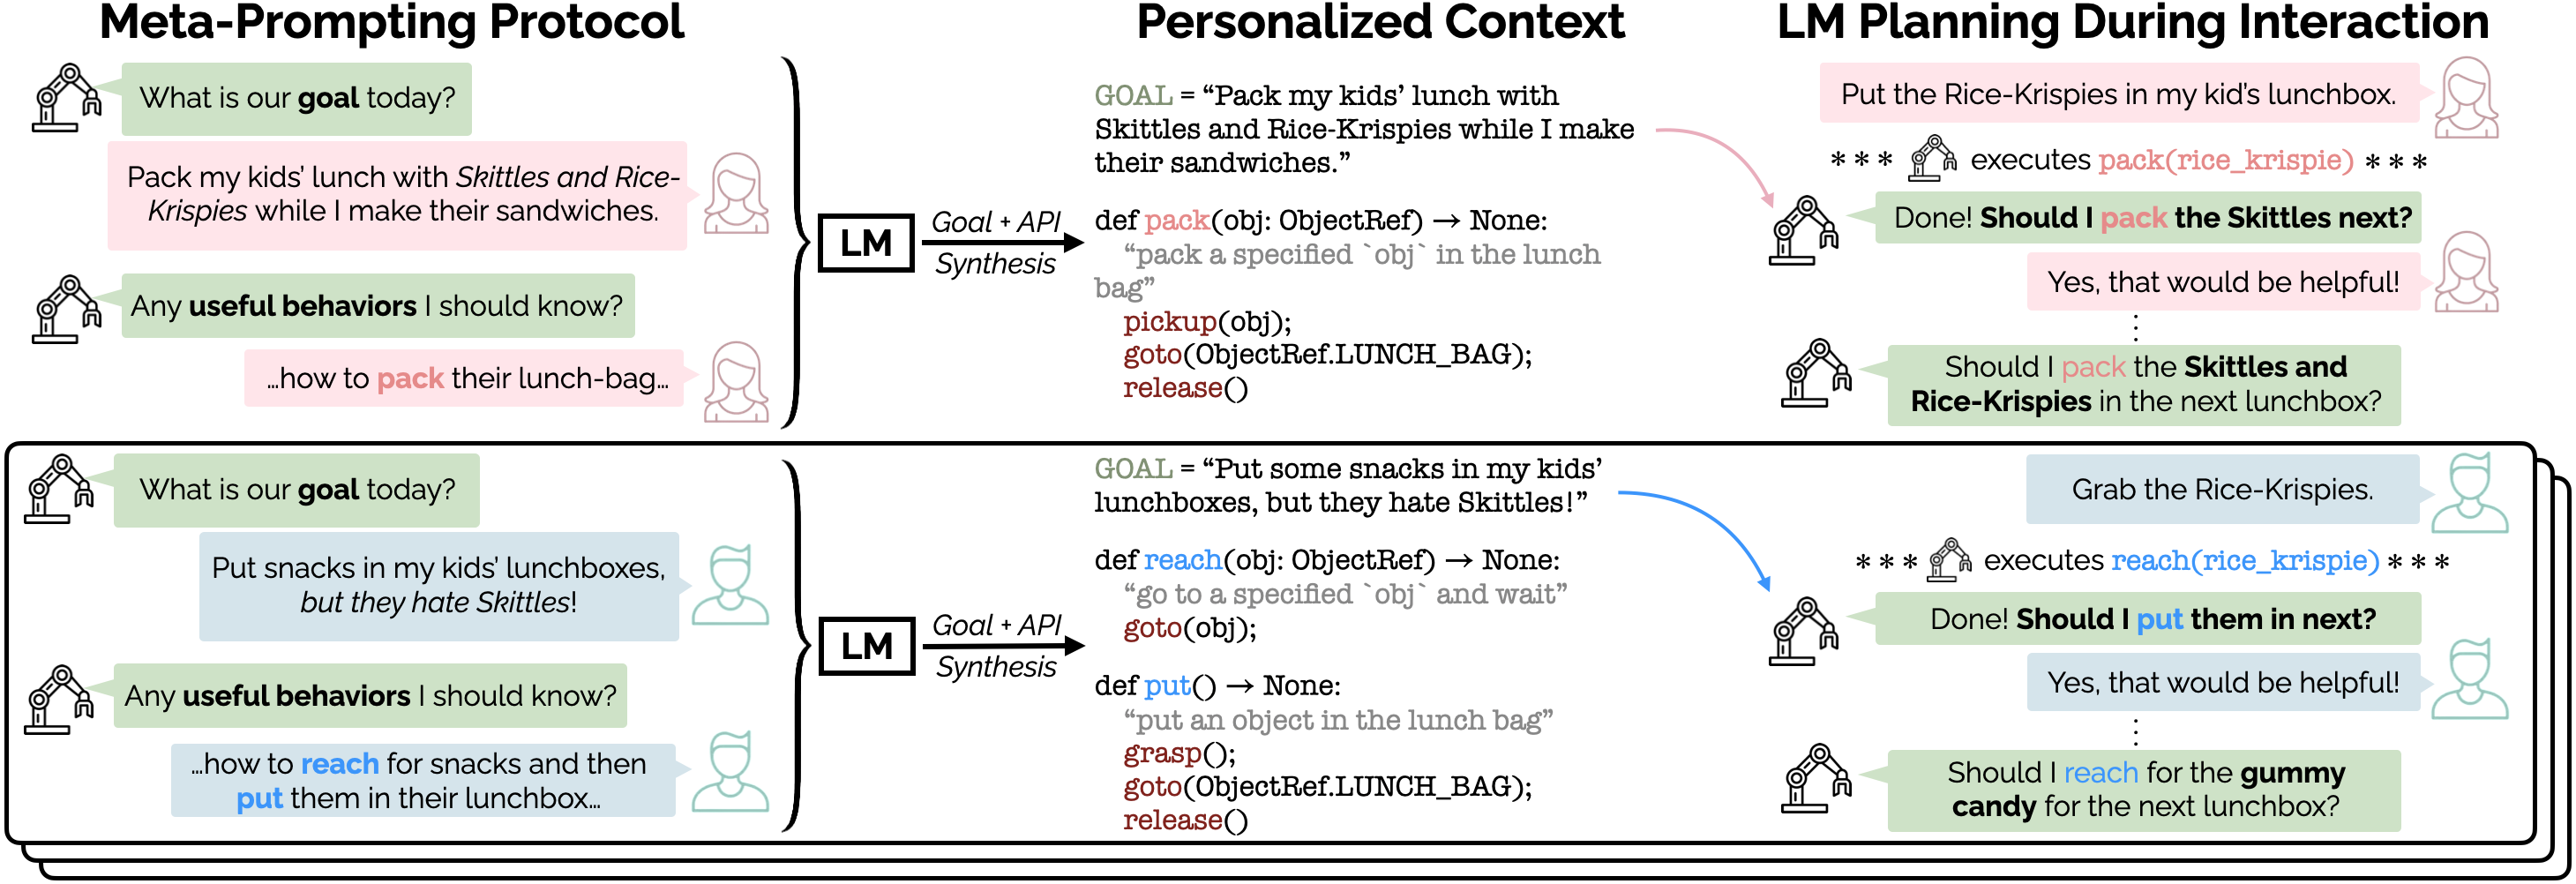 Meta-Prompting Protocol
Personalized Context
LM Planning During Interaction
What is our goal today?
Pack my kids’ lunch with Skittles and Rice-
Krispies while I make their sandwiches.
Any useful behaviors I should know?
...how to pack their lunch-bag...
LM
Goal + API
Synthesis
GOAL = “Pack my kids’ lunch with
Skittles and Rice-Krispies while I make
their sandwiches.”
def pack(obj: ObjectRef) → None:
“pack a specified `obj` in the lunch
bag”
pickup(obj);
goto(ObjectRef.LUNCH_BAG);
release()
Put the Rice-Krispies in my kid’s lunchbox.
* * * executes pack(rice_krispie) * * *
Done! Should I pack the Skittles next?
Yes, that would be helpful!
Should I pack the Skittles and
Rice-Krispies in the next lunchbox?
What is our goal today?
Put snacks in my kids’ lunchboxes,
but they hate Skittles!
Any useful behaviors I should know?
...how to reach for snacks and then
put them in their lunchbox...
LM
Goal + API
Synthesis
GOAL = “Put some snacks in my kids’
lunchboxes, but they hate Skittles!”
def reach(obj: ObjectRef) → None:
“go to a specified `obj` and wait”
goto(obj);
def put() → None:
“put an object in the lunch bag”
grasp();
goto(ObjectRef.LUNCH_BAG);
release()
Grab the Rice-Krispies.
* * * executes reach(rice_krispie) * * *
Done! Should I put them in next?
Yes, that would be helpful!
Should I reach for the gummy
candy for the next lunchbox?